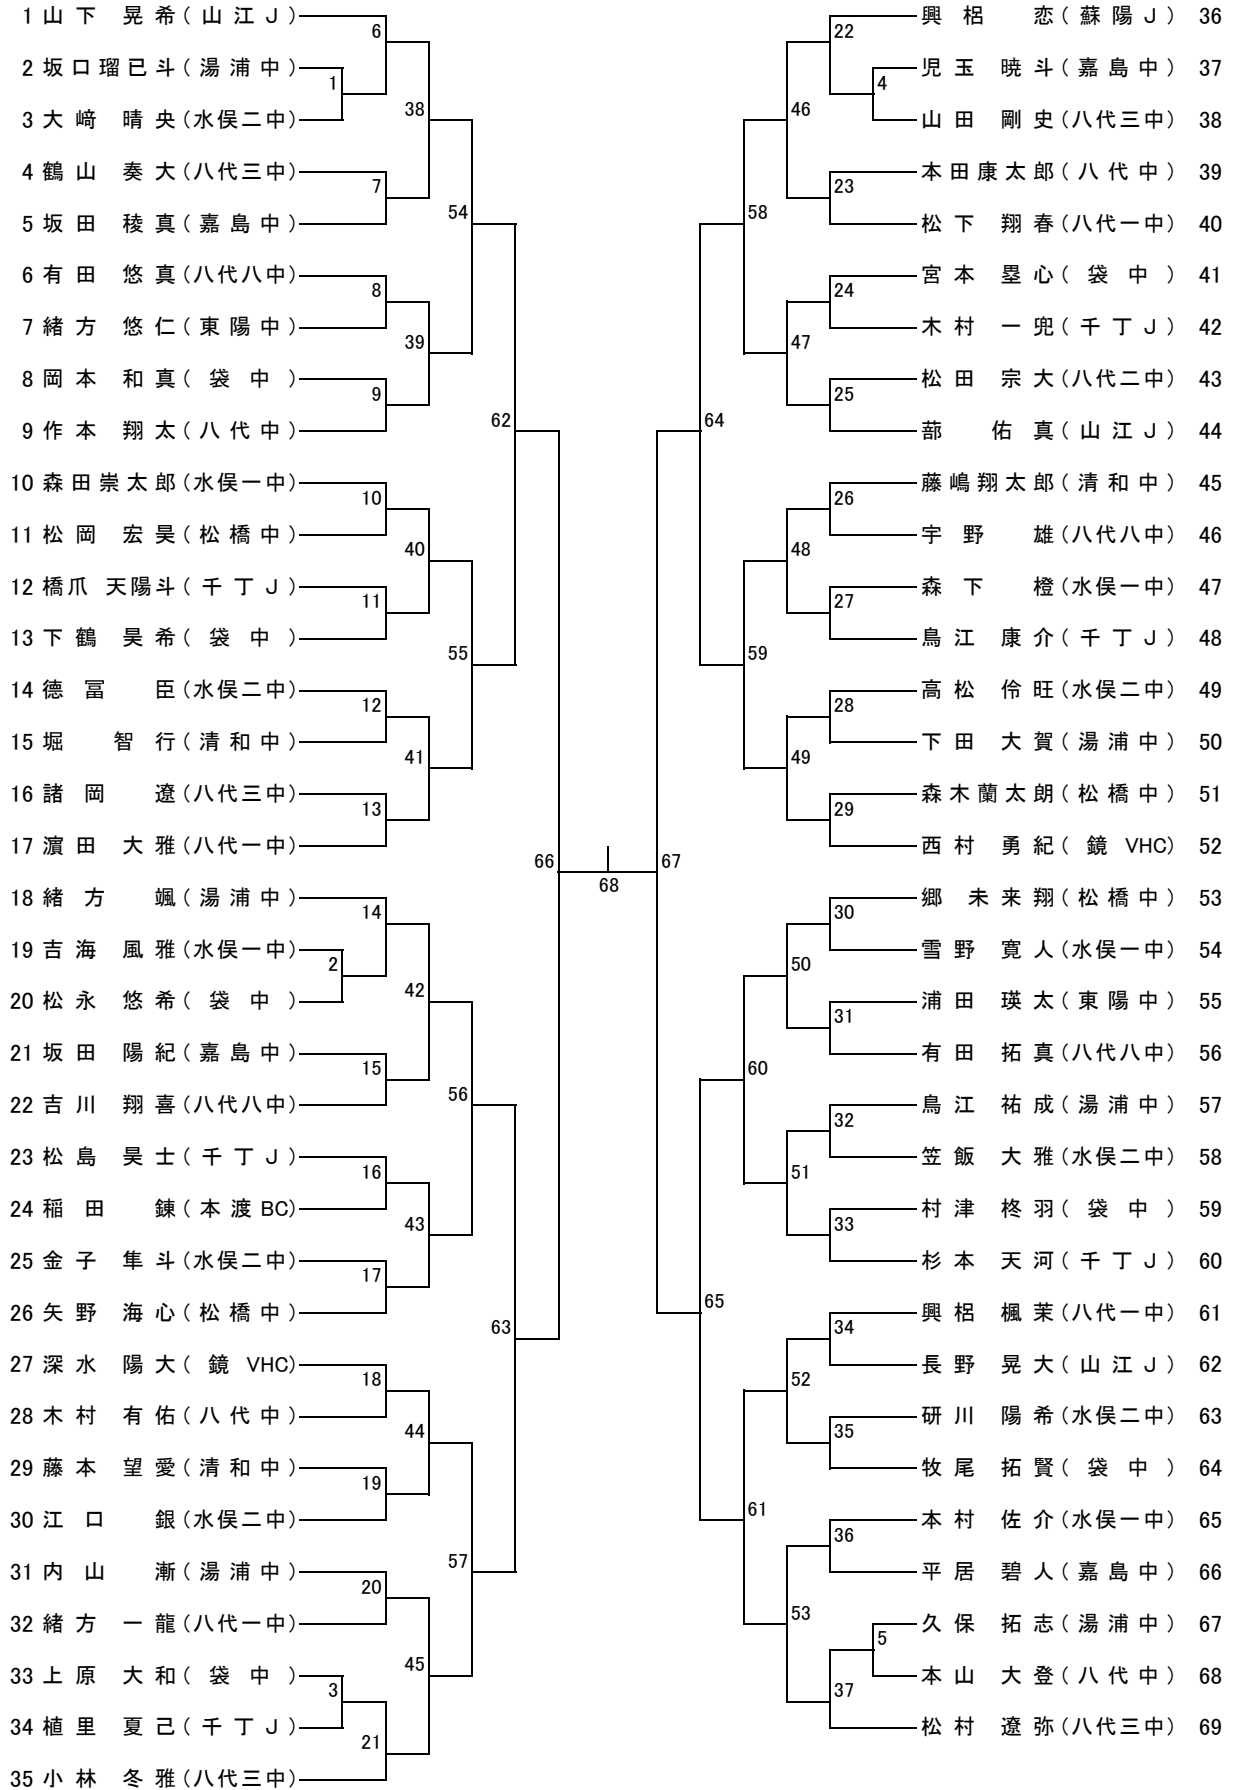 1 山下 晃希(山江J)
2 坂口瑠已斗(湯浦中)
3 大﨑 晴央(水俣二中)
4 鶴山 奏大(八代三中)
5 坂田 稜真(嘉島中)
6 有田 悠真(八代八中)
7 緒方 悠仁(東陽中)
8 岡本 和真(袋中)
9 作本 翔太(八代中)
10 森田崇太郎(水俣一中)
11 松岡 宏昊(松橋中)
12 橋爪 天陽斗(千丁J)
13 下鶴 昊希(袋中)
14 德冨 臣(水俣二中)
15 堀 智行(清和中)
16 諸岡 遼(八代三中)
17 濵田 大雅(八代一中)
18 緒方 颯(湯浦中)
19 吉海 風雅(水俣一中)
20 松永 悠希(袋中)
21 坂田 陽紀(嘉島中)
22 吉川 翔喜(八代八中)
23 松島 昊士(千丁J)
24 稲田 錬(本渡BC)
25 金子 隼斗(水俣二中)
26 矢野 海心(松橋中)
27 深水 陽大(鏡 VHC)
28 木村 有佑(八代中)
29 藤本 望愛(清和中)
30 江口 銀(水俣二中)
31 内山 漸(湯浦中)
32 緒方 一龍(八代一中)
33 上原 大和(袋中)
34 植里 夏己(千丁J)
35 小林 冬雅(八代三中)
1
2
3
6
7
8
9
10
11
12
13
14
15
16
17
18
19
20
21
38
39
40
41
42
43
44
45
54
55
56
57
62
63
66
68
67
64
65
58
59
60
61
46
47
48
49
50
51
52
53
22
23
24
25
26
27
28
29
30
31
32
33
34
35
36
37
4
5
興梠 恋(蘇陽J) 36
児玉 暁斗(嘉島中) 37
山田 剛史(八代三中) 38
本田康太郎(八代中) 39
松下 翔春(八代一中) 40
宮本 塁心(袋中) 41
木村 一兜(千丁J) 42
松田 宗大(八代二中) 43
蔀 佑真(山江J) 44
藤嶋翔太郎(清和中) 45
宇野 雄(八代八中) 46
森下 橙(水俣一中) 47
鳥江 康介(千丁J) 48
高松 伶旺(水俣二中) 49
下田 大賀(湯浦中) 50
森木蘭太朗(松橋中) 51
西村 勇紀(鏡 VHC) 52
郷 未来翔(松橋中) 53
雪野 寛人(水俣一中) 54
浦田 瑛太(東陽中) 55
有田 拓真(八代八中) 56
鳥江 祐成(湯浦中) 57
笠飯 大雅(水俣二中) 58
村津 柊羽(袋中) 59
杉本 天河(千丁J) 60
興梠 楓茉(八代一中) 61
長野 晃大(山江J) 62
研川 陽希(水俣二中) 63
牧尾 拓賢(袋中) 64
本村 佐介(水俣一中) 65
平居 碧人(嘉島中) 66
久保 拓志(湯浦中) 67
本山 大登(八代中) 68
松村 遼弥(八代三中) 69